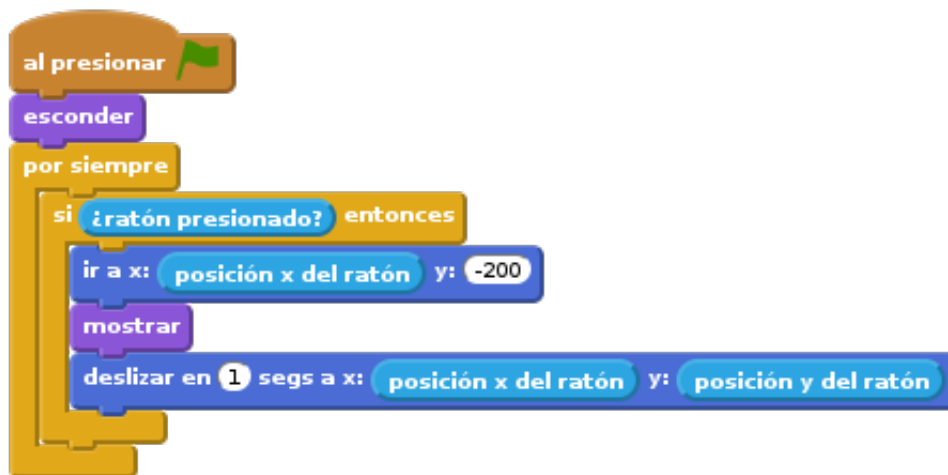 al presionar
esconder
por siempre
si ¿ratón presionado? entonces
ir a x: posición x del ratón y: -200
mostrar
deslizar en 1 segs a x: posición x del ratón y: posición y del ratón